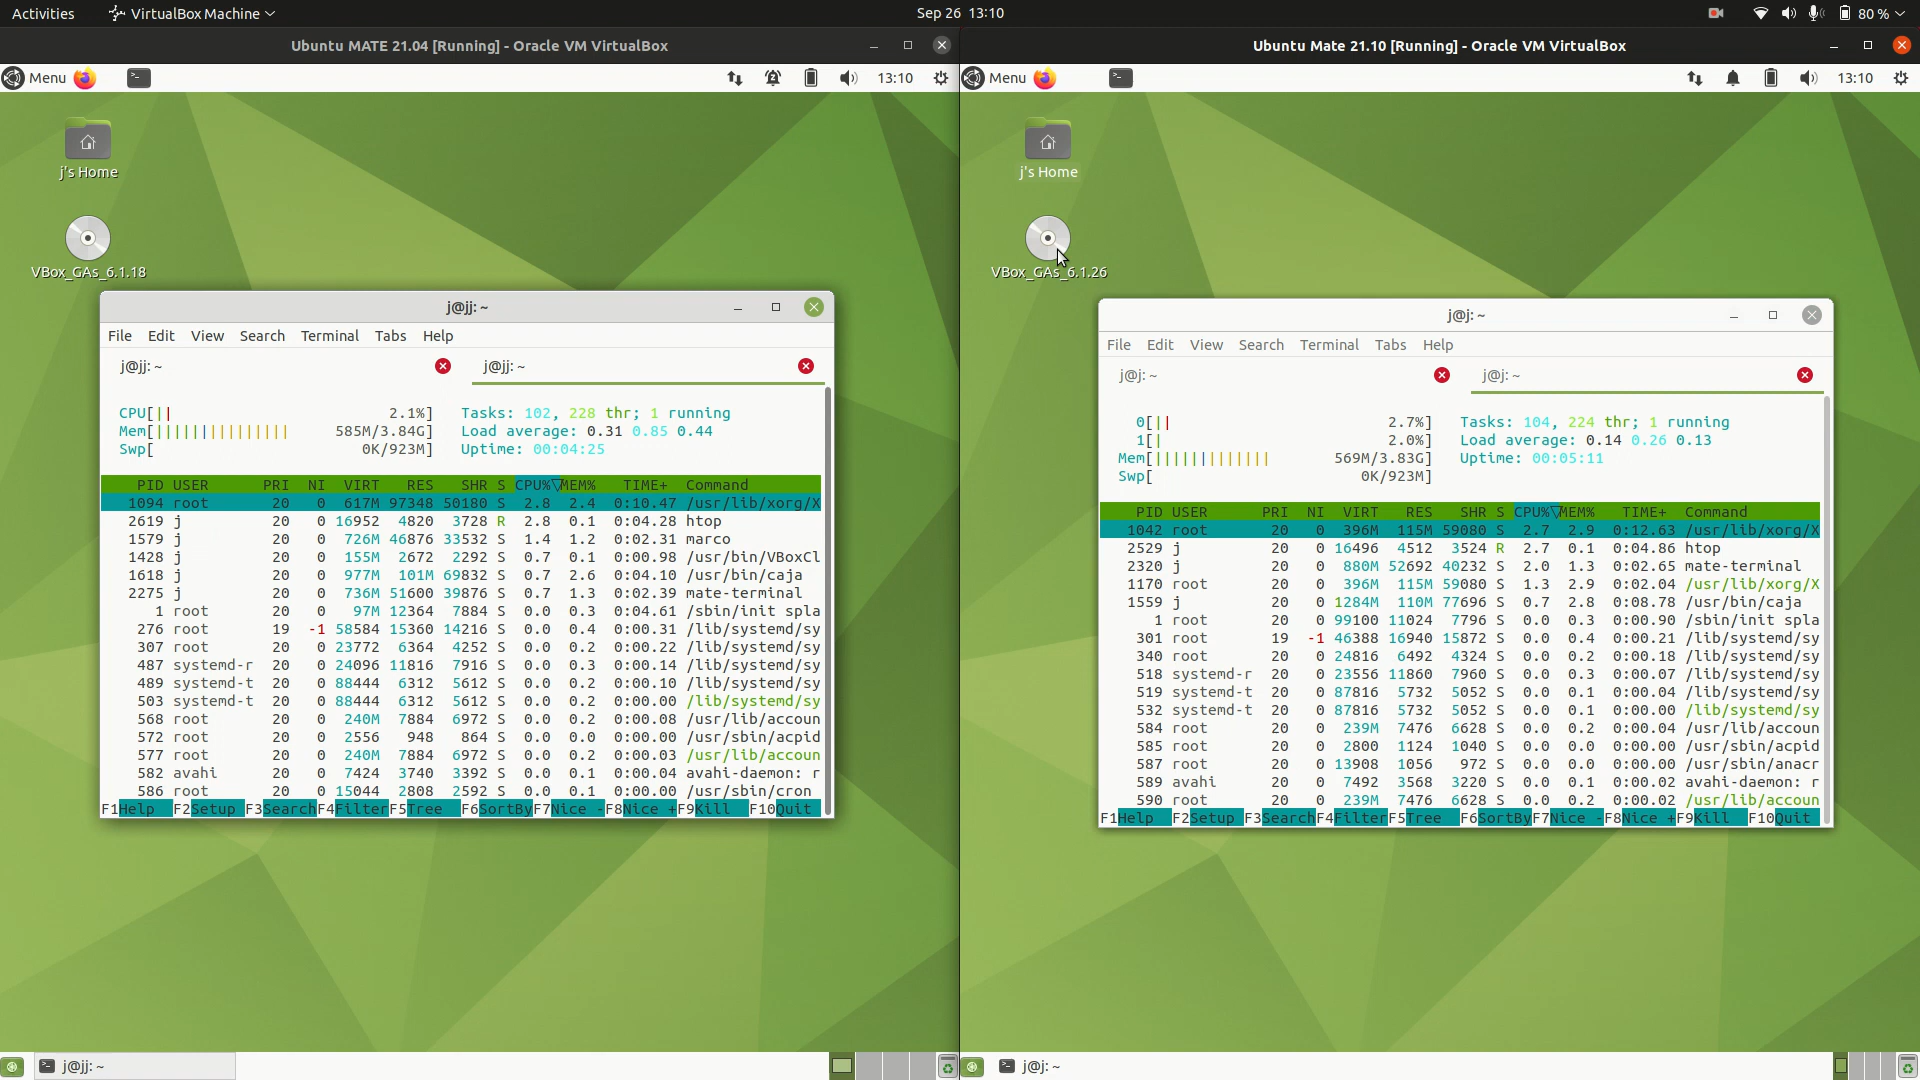 Activities VirtualBox Machine Sep 26 13:10 80 %
Ubuntu MATE 21.04 [Running] - Oracle VM VirtualBox
Menu 13:10
j's Home
VBox_GAs_6.1.18
j@jj: ~
File Edit View Search Terminal Tabs Help
j@jj: ~ j@jj: ~
CPU[|| 2.1%] Tasks: 102, 228 thr; 1 running
Mem[||||||||||||||| 585M/3.84G] Load average: 0.31 0.85 0.44
Swp[ 0K/923M] Uptime: 00:04:25
PID USER PRI NI VIRT RES SHR S CPU%▽MEM% TIME+ Command
1094 root 20 0 617M 97348 50180 S 2.8 2.4 0:10.47 /usr/lib/xorg/X
2619 j 20 0 16952 4820 3728 R 2.8 0.1 0:04.28 htop
1579 j 20 0 726M 46876 33532 S 1.4 1.2 0:02.31 marco
1428 j 20 0 155M 2672 2292 S 0.7 0.1 0:00.98 /usr/bin/VBoxCl
1618 j 20 0 977M 101M 69832 S 0.7 2.6 0:04.10 /usr/bin/caja
2275 j 20 0 736M 51600 39876 S 0.7 1.3 0:02.39 mate-terminal
1 root 20 0 97M 12364 7884 S 0.0 0.3 0:04.61 /sbin/init spla
276 root 19 -1 58584 15360 14216 S 0.0 0.4 0:00.31 /lib/systemd/sy
307 root 20 0 23772 6364 4252 S 0.0 0.2 0:00.22 /lib/systemd/sy
487 systemd-r 20 0 24096 11816 7916 S 0.0 0.3 0:00.14 /lib/systemd/sy
489 systemd-t 20 0 88444 6312 5612 S 0.0 0.2 0:00.10 /lib/systemd/sy
503 systemd-t 20 0 88444 6312 5612 S 0.0 0.2 0:00.00 /lib/systemd/sy
568 root 20 0 240M 7884 6972 S 0.0 0.2 0:00.08 /usr/lib/accoun
572 root 20 0 2556 948 864 S 0.0 0.0 0:00.00 /usr/sbin/acpid
577 root 20 0 240M 7884 6972 S 0.0 0.2 0:00.03 /usr/lib/accoun
582 avahi 20 0 7424 3740 3392 S 0.0 0.1 0:00.04 avahi-daemon: r
586 root 20 0 15044 2808 2592 S 0.0 0.1 0:00.00 /usr/sbin/cron
F1Help F2Setup F3SearchF4FilterF5Tree F6SortByF7Nice -F8Nice +F9Kill F10Quit
j@jj: ~
Ubuntu Mate 21.10 [Running] - Oracle VM VirtualBox
Menu 13:10
j's Home
VBox_GAs_6.1.26
j@j: ~
File Edit View Search Terminal Tabs Help
j@j: ~ j@j: ~
0[|| 2.7%] Tasks: 104, 224 thr; 1 running
1[| 2.0%] Load average: 0.14 0.26 0.13
Mem[||||||||||||| 569M/3.83G] Uptime: 00:05:11
Swp[ 0K/923M]
PID USER PRI NI VIRT RES SHR S CPU%▽MEM% TIME+ Command
1042 root 20 0 396M 115M 59080 S 2.7 2.9 0:12.63 /usr/lib/xorg/X
2529 j 20 0 16496 4512 3524 R 2.7 0.1 0:04.86 htop
2320 j 20 0 880M 52692 40232 S 2.0 1.3 0:02.65 mate-terminal
1170 root 20 0 396M 115M 59080 S 1.3 2.9 0:02.04 /usr/lib/xorg/X
1559 j 20 0 1284M 110M 77696 S 0.7 2.8 0:08.78 /usr/bin/caja
1 root 20 0 99100 11024 7796 S 0.0 0.3 0:00.90 /sbin/init spla
301 root 19 -1 46388 16940 15872 S 0.0 0.4 0:00.21 /lib/systemd/sy
340 root 20 0 24816 6492 4324 S 0.0 0.2 0:00.18 /lib/systemd/sy
518 systemd-r 20 0 23556 11860 7960 S 0.0 0.3 0:00.07 /lib/systemd/sy
519 systemd-t 20 0 87816 5732 5052 S 0.0 0.1 0:00.04 /lib/systemd/sy
532 systemd-t 20 0 87816 5732 5052 S 0.0 0.1 0:00.00 /lib/systemd/sy
584 root 20 0 239M 7476 6628 S 0.0 0.2 0:00.04 /usr/lib/accoun
585 root 20 0 2800 1124 1040 S 0.0 0.0 0:00.00 /usr/sbin/acpid
587 root 20 0 13908 1056 972 S 0.0 0.0 0:00.00 /usr/sbin/anacr
589 avahi 20 0 7492 3568 3220 S 0.0 0.1 0:00.02 avahi-daemon: r
590 root 20 0 239M 7476 6628 S 0.0 0.2 0:00.02 /usr/lib/accoun
F1Help F2Setup F3SearchF4FilterF5Tree F6SortByF7Nice -F8Nice +F9Kill F10Quit
j@j: ~